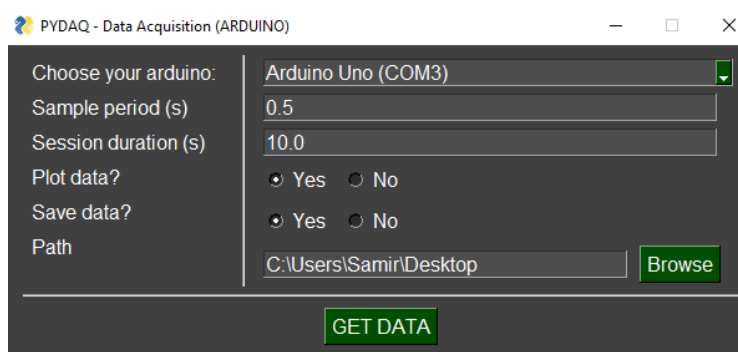 PYDAQ - Data Acquisition (ARDUINO)
Choose your arduino: Arduino Uno (COM3)
Sample period (s) 0.5
Session duration (s) 10.0
Plot data? Yes No
Save data? Yes No
Path C:\Users\Samir\Desktop Browse
GET DATA